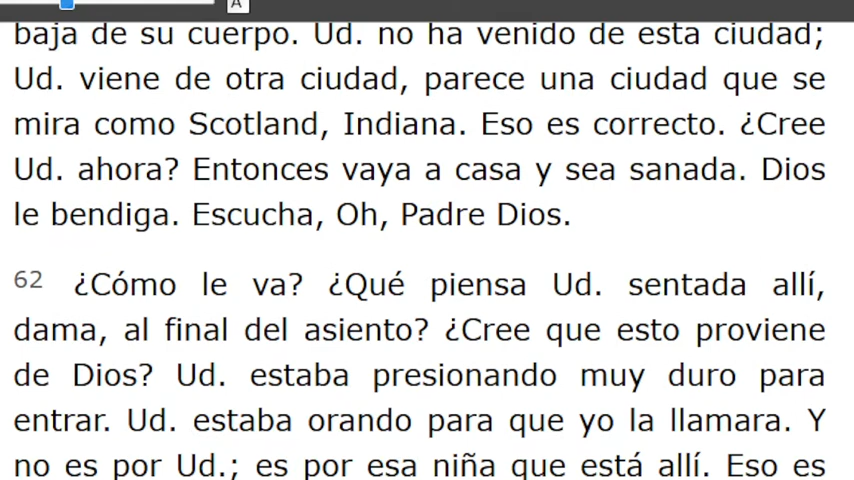 A
baja de su cuerpo. Ud. no ha venido de esta ciudad;
Ud. viene de otra ciudad, parece una ciudad que se
mira como Scotland, Indiana. Eso es correcto. ¿Cree
Ud. ahora? Entonces vaya a casa y sea sanada. Dios
le bendiga. Escucha, Oh, Padre Dios.
62 ¿Cómo le va? ¿Qué piensa Ud. sentada allí,
dama, al final del asiento? ¿Cree que esto proviene
de Dios? Ud. estaba presionando muy duro para
entrar. Ud. estaba orando para que yo la llamara. Y
no es por Ud.; es por esa niña que está allí. Eso es